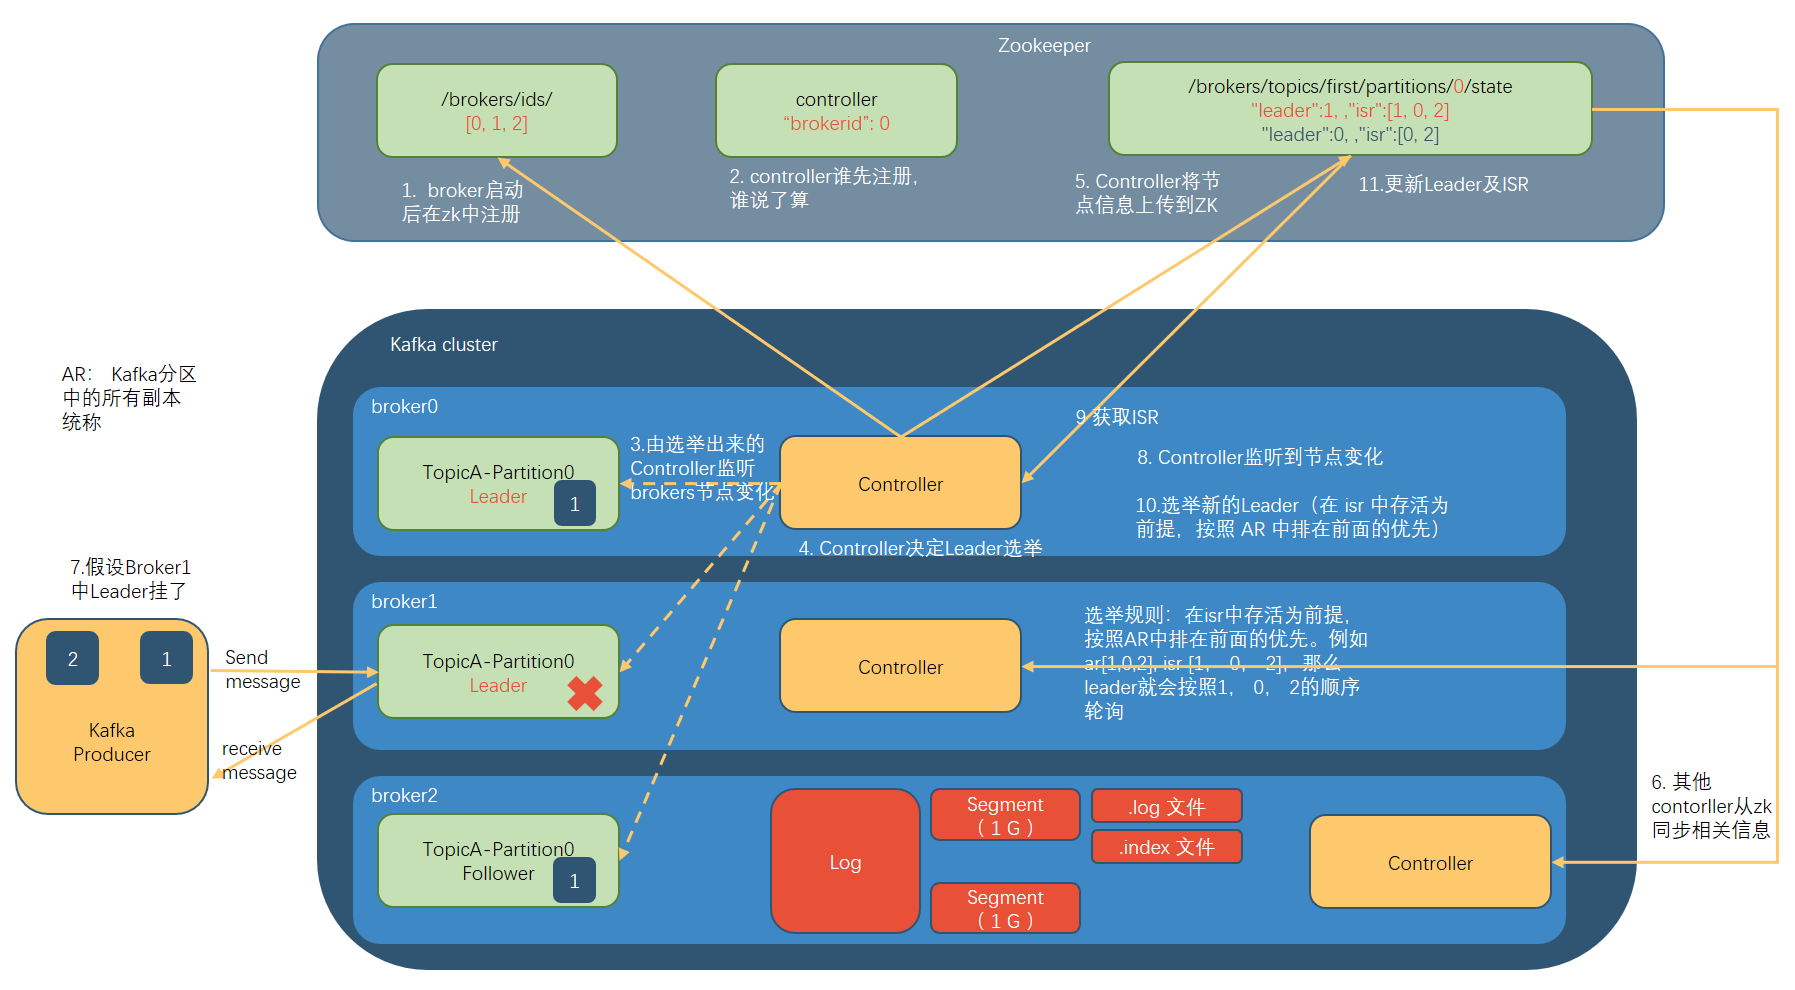 Zookeeper
/brokers/ids/
[0, 1, 2]
controller
“brokerid”: 0
/brokers/topics/first/partitions/0/state
"leader":1, ,"isr":[1, 0, 2]
"leader":0, ,"isr":[0, 2]
1. broker启动
后在zk中注册
2. controller谁先注册，
谁说了算
5. Controller将节
点信息上传到ZK
11.更新Leader及ISR
Kafka cluster
AR： Kafka分区
中的所有副本
统称
broker0
TopicA-Partition0
Leader
1
3.由选举出来的
Controller监听
brokers节点变化
Controller
4. Controller决定Leader选举
9.获取ISR
8. Controller监听到节点变化
10.选举新的Leader（在 isr 中存活为
前提，按照 AR 中排在前面的优先）
7.假设Broker1
中Leader挂了
2
1
Kafka
Producer
Send
message
receive
message
broker1
TopicA-Partition0
Leader
Controller
选举规则：在isr中存活为前提，
按照AR中排在前面的优先。例如
ar[1,0,2], isr [1， 0， 2]，那么
leader就会按照1， 0， 2的顺序
轮询
broker2
TopicA-Partition0
Follower
1
Log
Segment
（1 G ）
Segment
（1 G ）
.log 文件
.index 文件
Controller
6. 其他
contorller从zk
同步相关信息